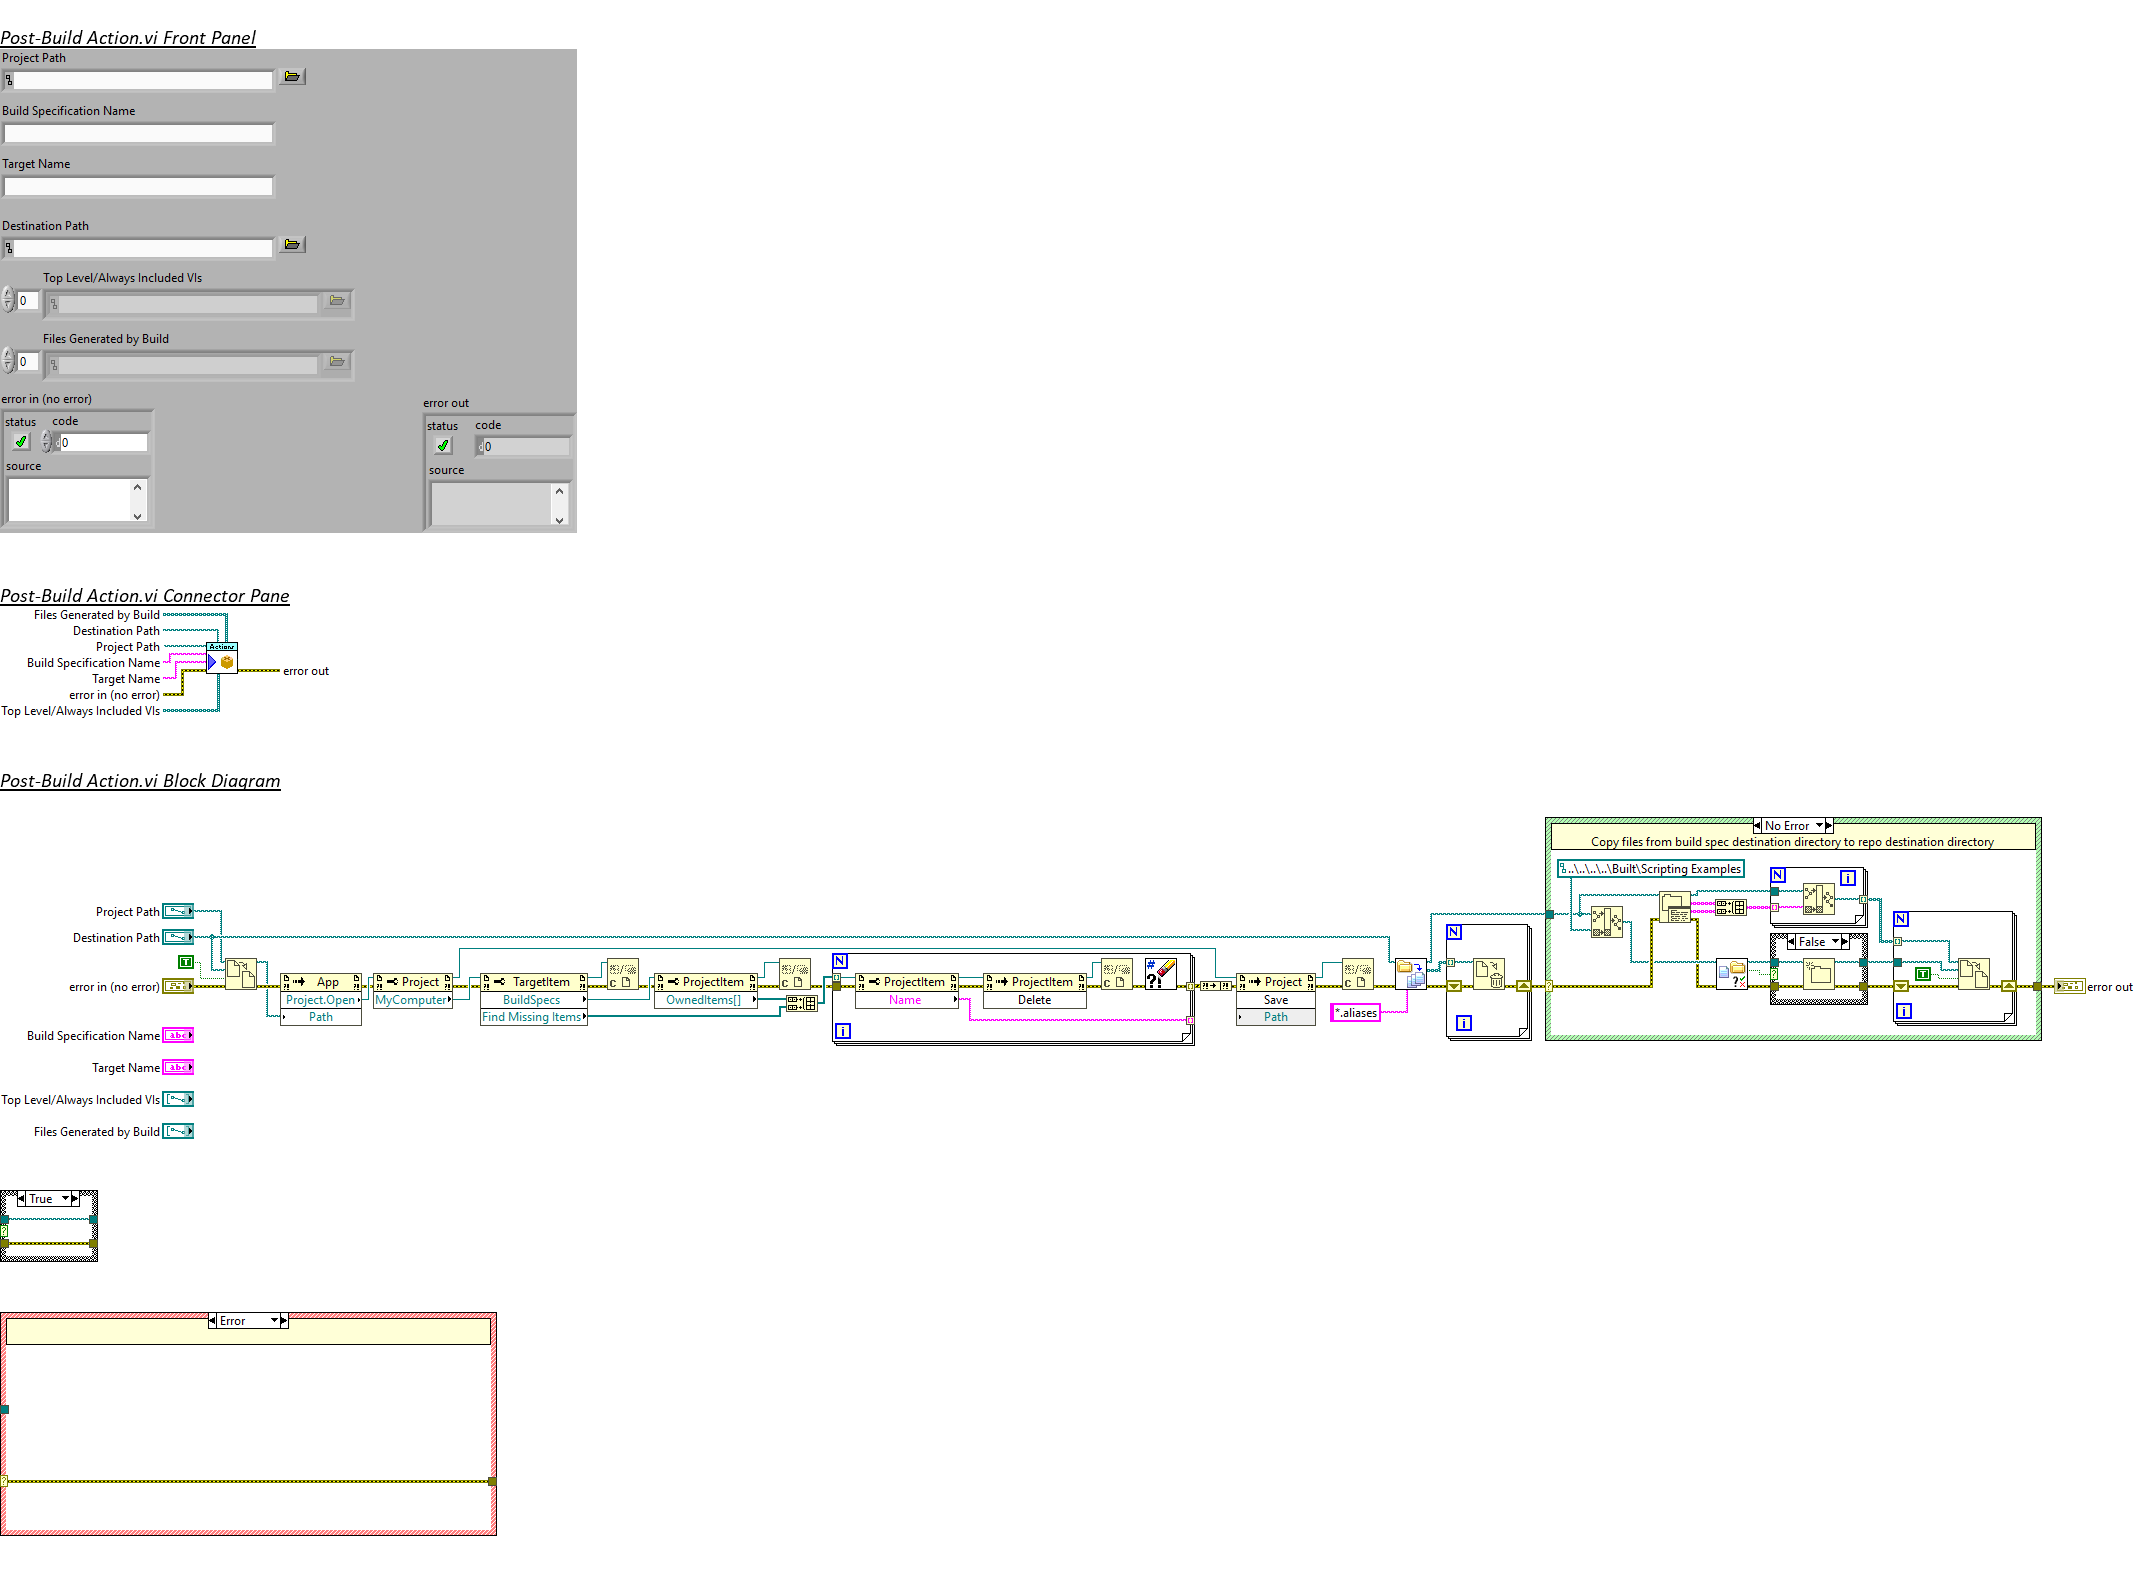 Post-Build Action.vi Front Panel
Project Path
Build Specification Name
Target Name
Destination Path
Top Level/Always Included VIs
0
Files Generated by Build
0
error in (no error)
status code
0
source
error out
status code
0
source
Post-Build Action.vi Connector Pane
Files Generated by Build
Destination Path
Project Path
Build Specification Name
Target Name
error in (no error)
Top Level/Always Included VIs
Actions
error out
Post-Build Action.vi Block Diagram
No Error
Copy files from build spec destination directory to repo destination directory
..\..\..\..\Built\Scripting Examples
N
i
Project Path
Destination Path
T
error in (no error)
App
Project.Open
Path
Project
MyComputer
TargetItem
BuildSpecs
Find Missing Items
C
ProjectItem
OwnedItems[]
C
N
ProjectItem
Name
ProjectItem
Delete
C
# ?!
i
Project
Save
Path
C
*.aliases
N
i
False
N
T
i
error out
Build Specification Name
abc
Target Name
abc
Top Level/Always Included VIs
Files Generated by Build
True
?
Error
?